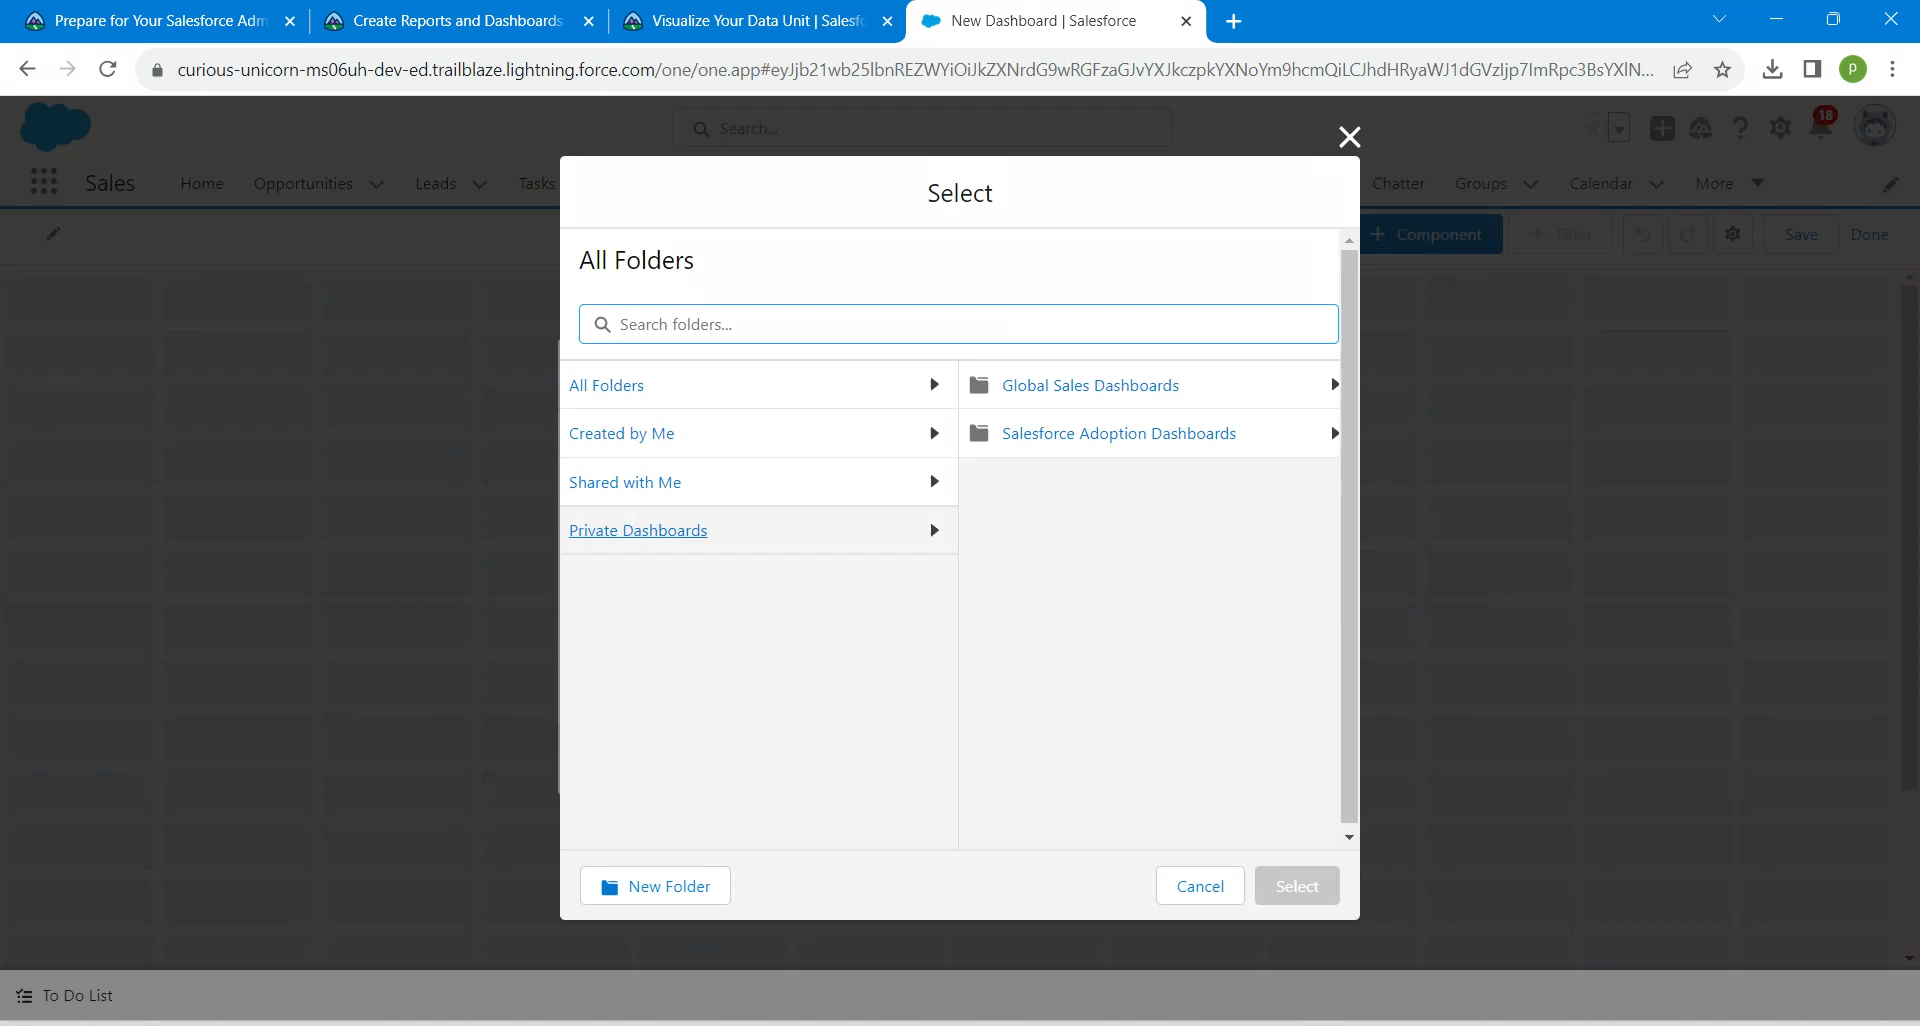 Prepare for Your Salesforce Adm
Create Reports and Dashboards
Visualize Your Data Unit | Salesfo
New Dashboard | Salesforce
curious-unicorn-ms06uh-dev-ed.trailblaze.lightning.force.com/one/one.app#eyJjb21wb25lbnREZWYiOiJkZXNrdG9wRGFzaGJvYXJkczpkYXNoYm9hcmQiLCJhdHRyaWJ1dGVzIjp7ImRpc3BsYXlN...
P
Search...
18
Sales
Home
Opportunities
Leads
Tasks
Chatter
Groups
Calendar
More
+ Component
+ Filter
Save
Done
Select
All Folders
Search folders...
All Folders
Global Sales Dashboards
Created by Me
Salesforce Adoption Dashboards
Shared with Me
Private Dashboards
New Folder
Cancel
Select
To Do List